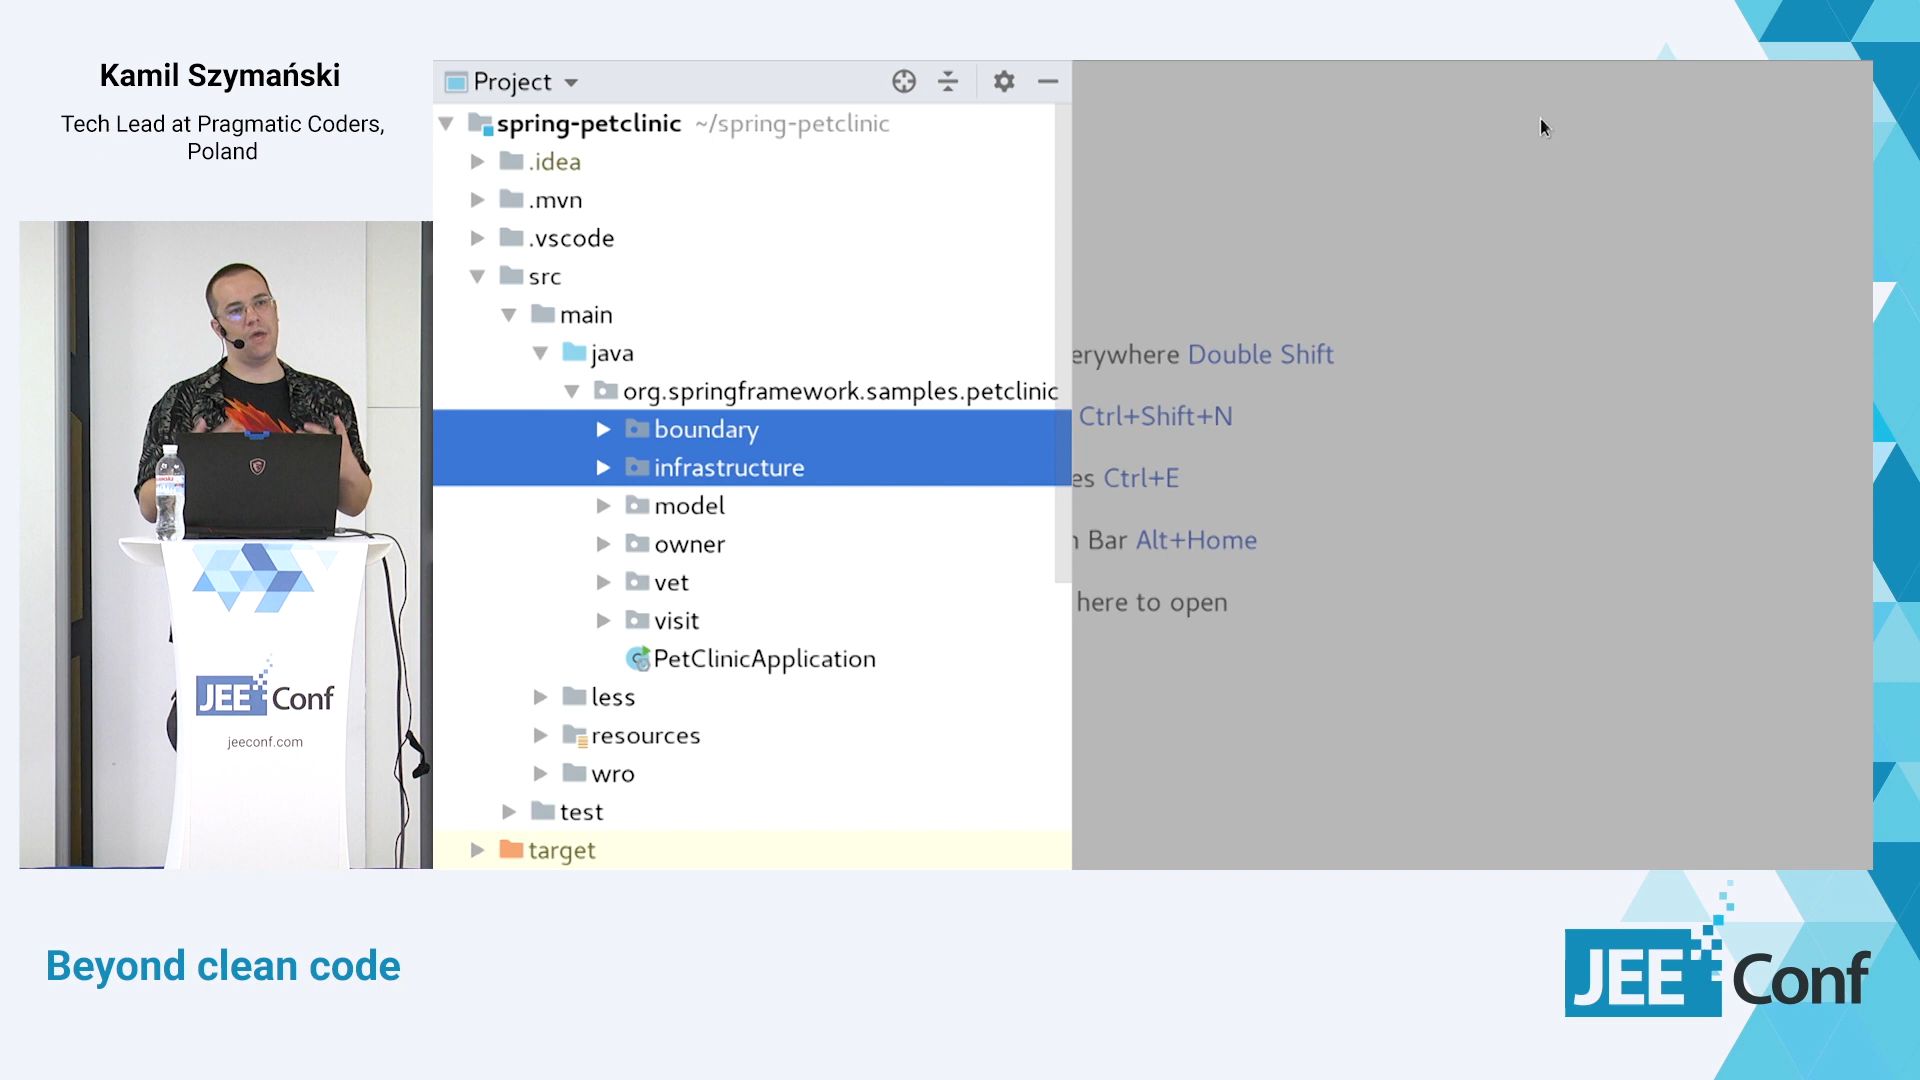 Kamil Szymański
Tech Lead at Pragmatic Coders,
Poland
Project
spring-petclinic ~/spring-petclinic
.idea
.mvn
.vscode
src
main
java
org.springframework.samples.petclinic
boundary
infrastructure
model
owner
vet
visit
PetClinicApplication
less
resources
wro
test
target
erywhere Double Shift
Ctrl+Shift+N
es Ctrl+E
Bar Alt+Home
here to open
JEE Conf
jeeconf.com
Beyond clean code
JEE Conf